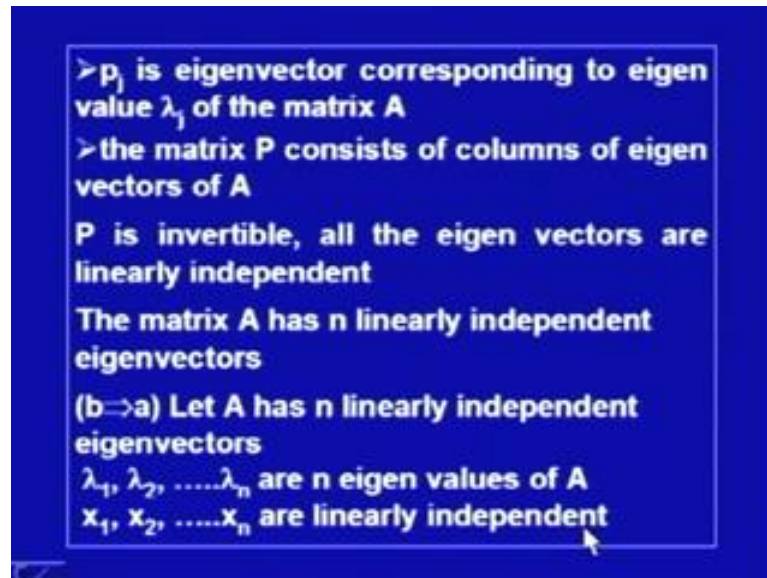 ➢pⱼ is eigenvector corresponding to eigen
value λⱼ of the matrix A
➢the matrix P consists of columns of eigen
vectors of A
P is invertible, all the eigen vectors are
linearly independent
The matrix A has n linearly independent
eigenvectors
(b⇒a) Let A has n linearly independent
eigenvectors
λ₁, λ₂, .....λₙ are n eigen values of A
x₁, x₂, .....xₙ are linearly independent